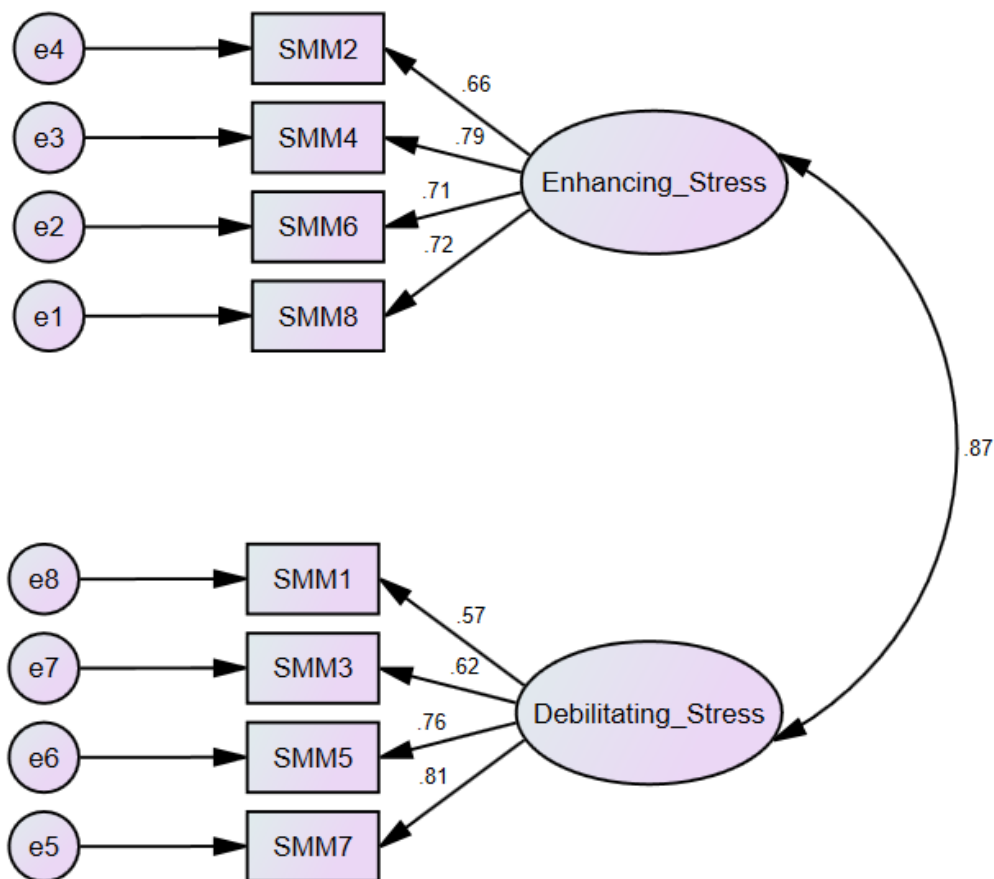 e4
SMM2
.66
e3
SMM4
.79
Enhancing_Stress
e2
SMM6
.71
e1
SMM8
.72
.87
e8
SMM1
.57
e7
SMM3
.62
Debilitating_Stress
e6
SMM5
.76
e5
SMM7
.81